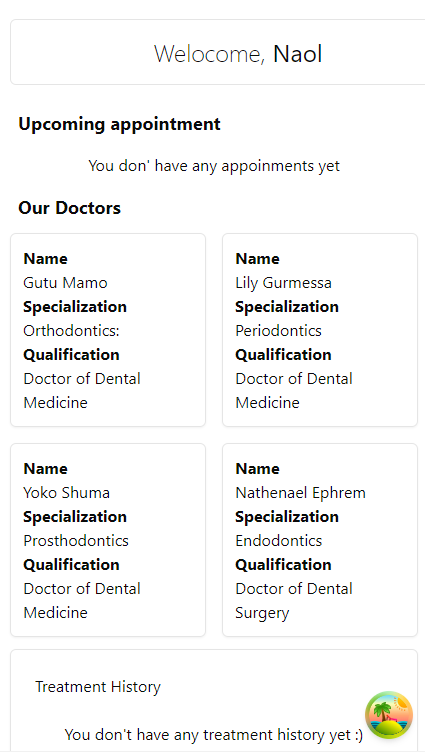 Welocome, Naol
Upcoming appointment
You don' have any appoinments yet
Our Doctors
Name
Gutu Mamo
Specialization
Orthodontics:
Qualification
Doctor of Dental
Medicine
Name
Lily Gurmessa
Specialization
Periodontics
Qualification
Doctor of Dental
Medicine
Name
Yoko Shuma
Specialization
Prosthodontics
Qualification
Doctor of Dental
Medicine
Name
Nathenael Ephrem
Specialization
Endodontics
Qualification
Doctor of Dental
Surgery
Treatment History
You don't have any treatment history yet :)